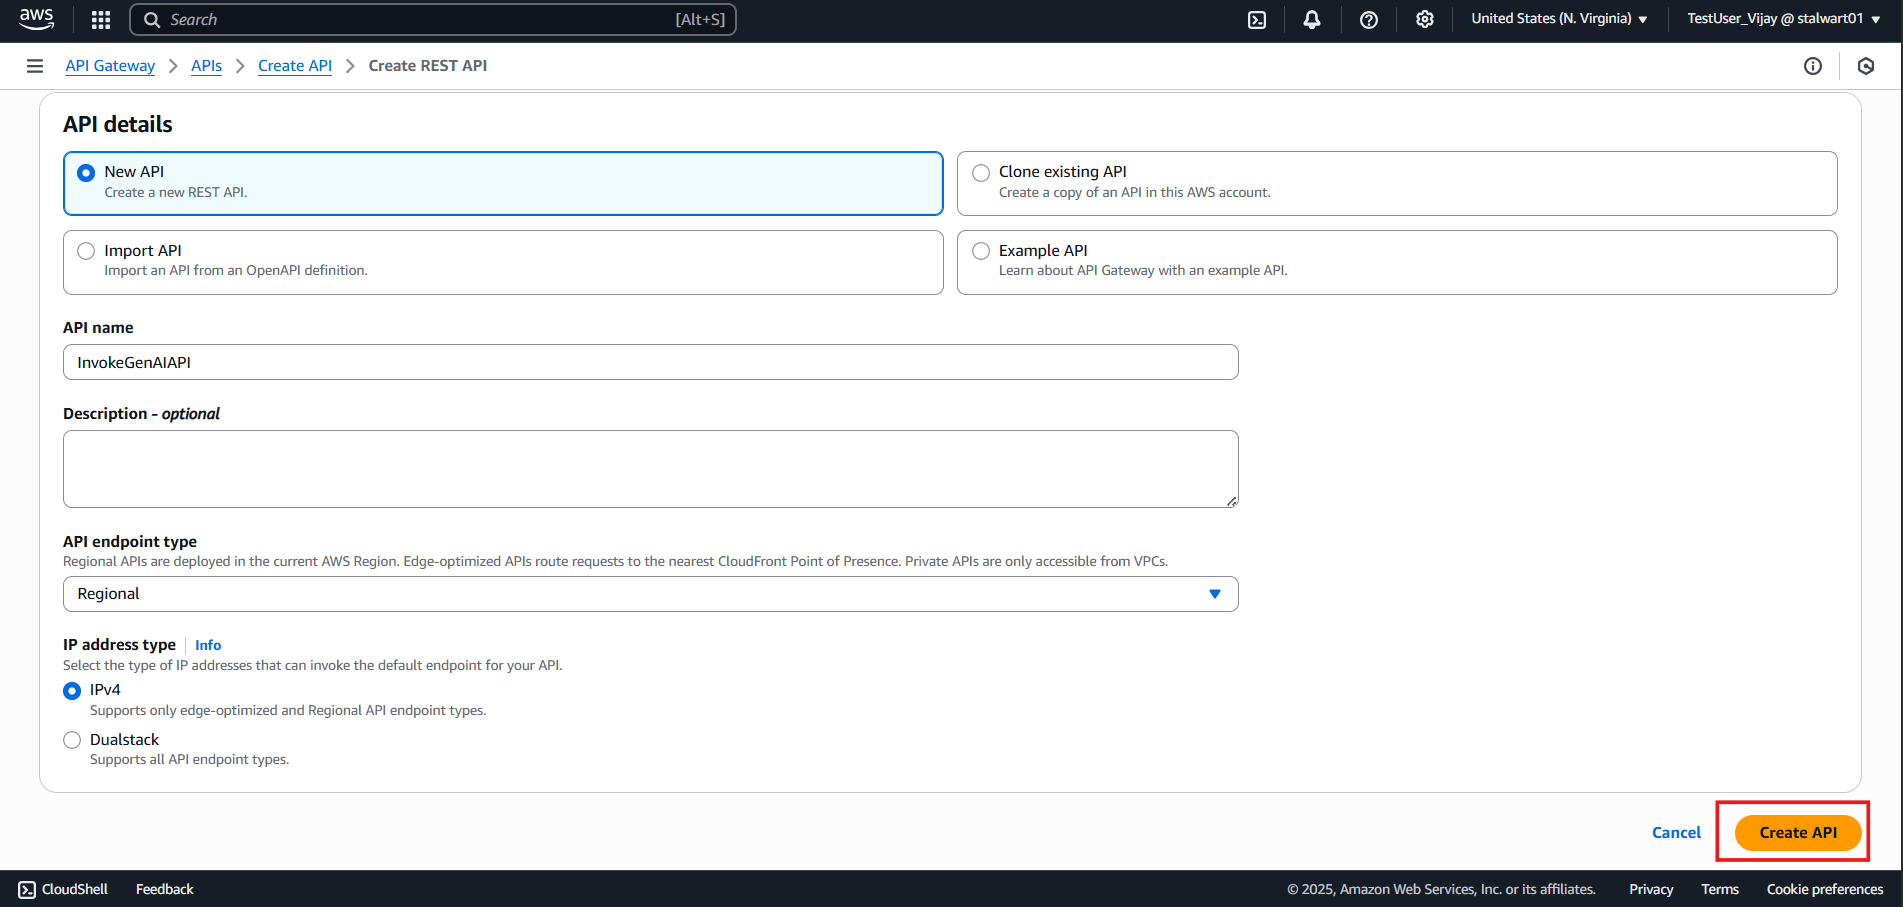 aws
Search [Alt+S]
United States (N. Virginia)
TestUser_Vijay @ stalwart01
API Gateway
APIs
Create API
Create REST API
API details
New API
Create a new REST API.
Clone existing API
Create a copy of an API in this AWS account.
Import API
Import an API from an OpenAPI definition.
Example API
Learn about API Gateway with an example API.
API name
InvokeGenAIAPI
Description - optional
API endpoint type
Regional APIs are deployed in the current AWS Region. Edge-optimized APIs route requests to the nearest CloudFront Point of Presence. Private APIs are only accessible from VPCs.
Regional
IP address type
Info
Select the type of IP addresses that can invoke the default endpoint for your API.
IPv4
Supports only edge-optimized and Regional API endpoint types.
Dualstack
Supports all API endpoint types.
Cancel
Create API
CloudShell
Feedback
© 2025, Amazon Web Services, Inc. or its affiliates.
Privacy
Terms
Cookie preferences